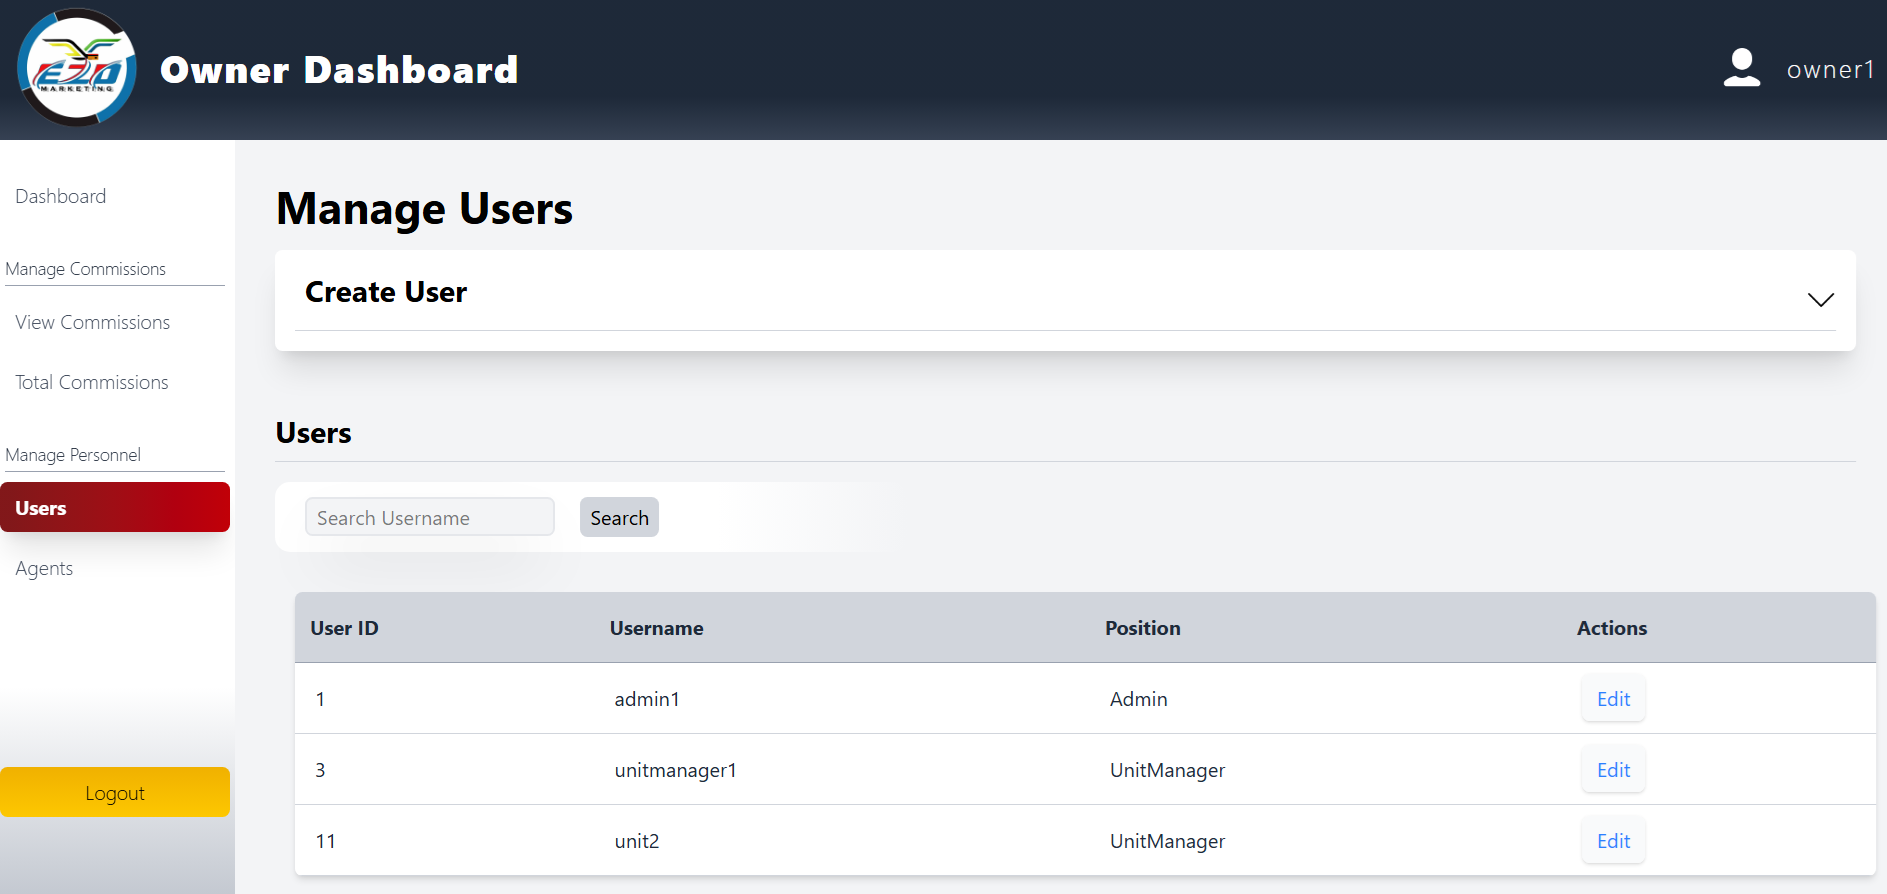 E2O
MARKETING
Owner Dashboard
owner1
Dashboard
Manage Commissions
View Commissions
Total Commissions
Manage Personnel
Users
Agents
Logout
Manage Users
Create User
Users
Search Username Search
User ID Username Position Actions
1 admin1 Admin Edit
3 unitmanager1 UnitManager Edit
11 unit2 UnitManager Edit